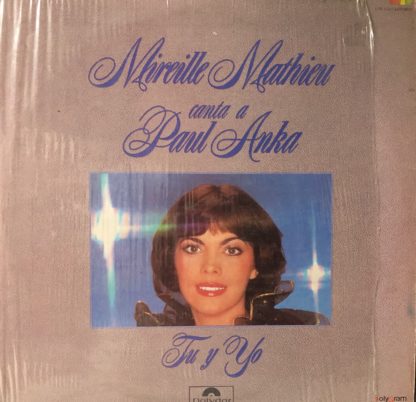 Mireille Mathieu
canta a
Paul Anka
Tu y Yo
Polydor
polygram